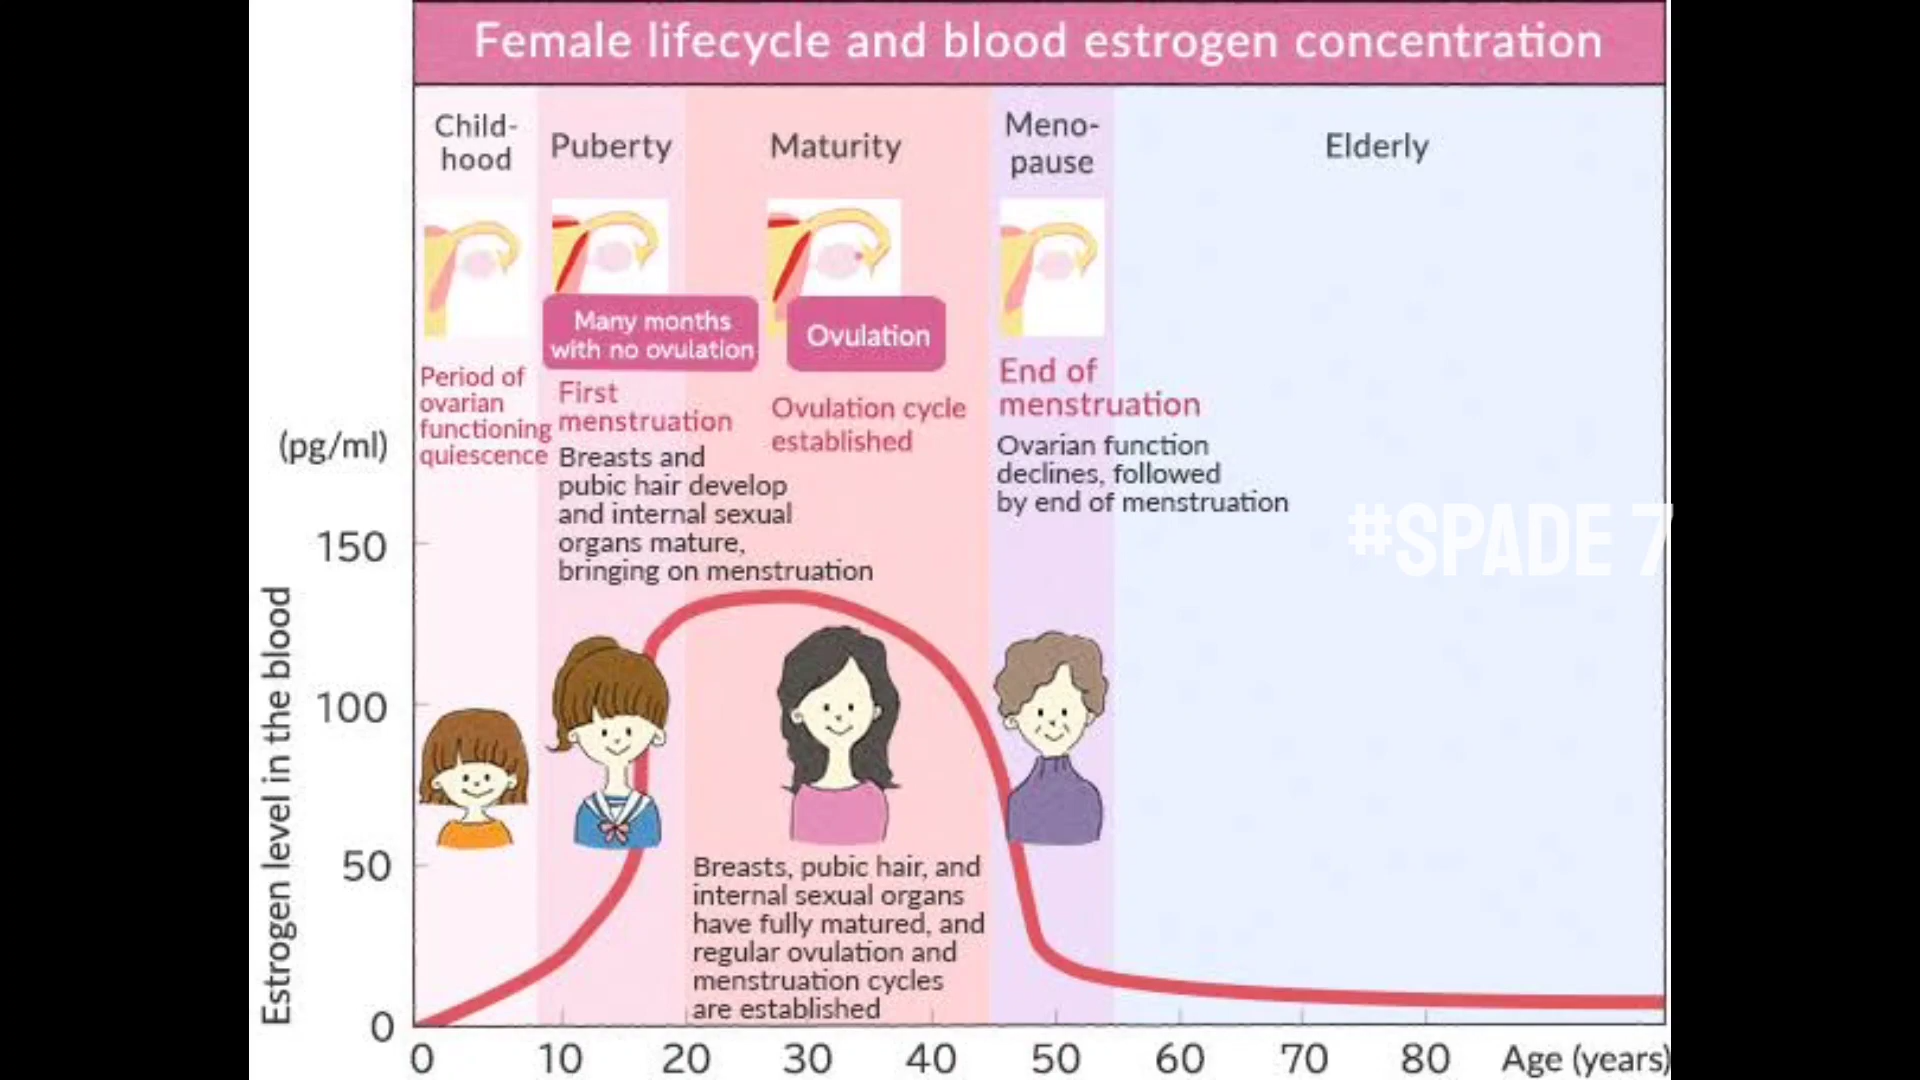 Female lifecycle and blood estrogen concentration
Child-
hood
Puberty
Maturity
Meno-
pause
Elderly
Many months
with no ovulation
Ovulation
Period of
ovarian
functioning
quiescence
First
menstruation
Breasts and
pubic hair develop
and internal sexual
organs mature,
bringing on menstruation
Ovulation cycle
established
End of
menstruation
Ovarian function
declines, followed
by end of menstruation
#SPADE 7
(pg/ml)
150
100
50
0
Estrogen level in the blood
Breasts, pubic hair, and
internal sexual organs
have fully matured, and
regular ovulation and
menstruation cycles
are established
0 10 20 30 40 50 60 70 80 Age (years)